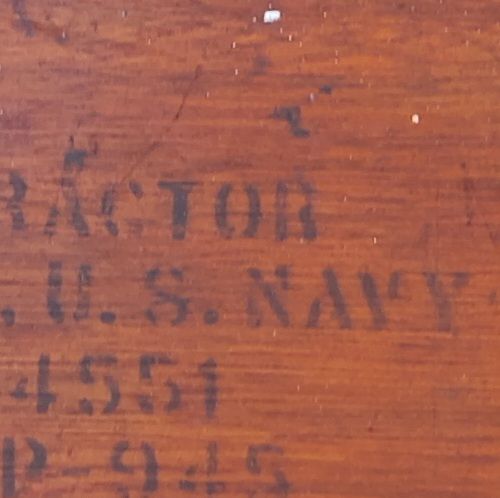 RACTOR
. U. S. NAVY
4551
P-945